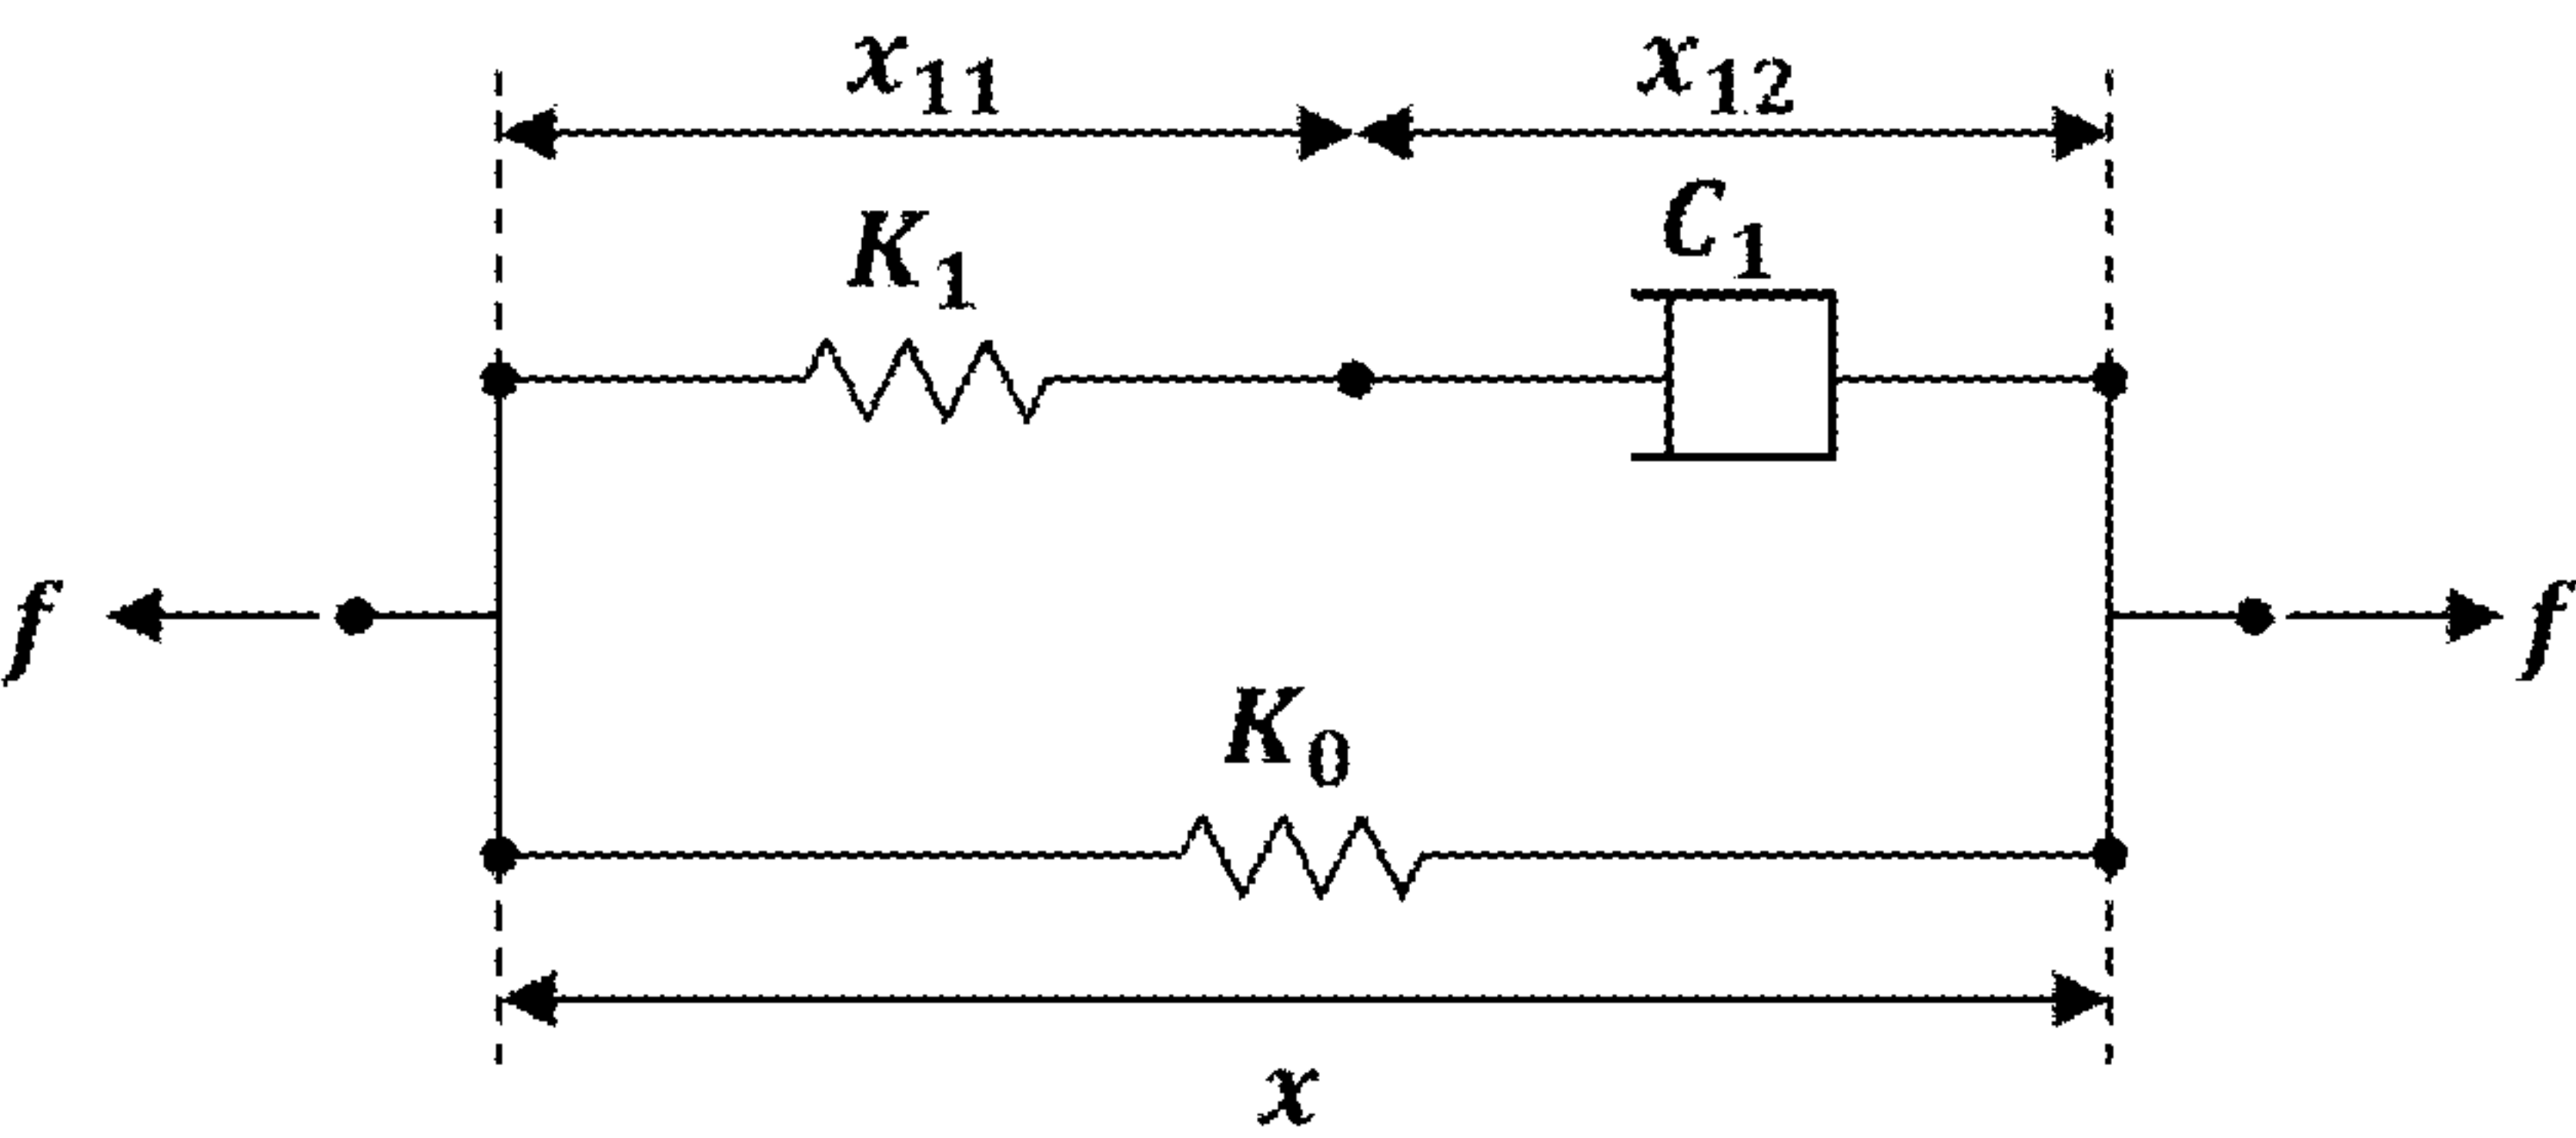 x₁₁ x₁₂
K₁ C₁
f f
K₀
x